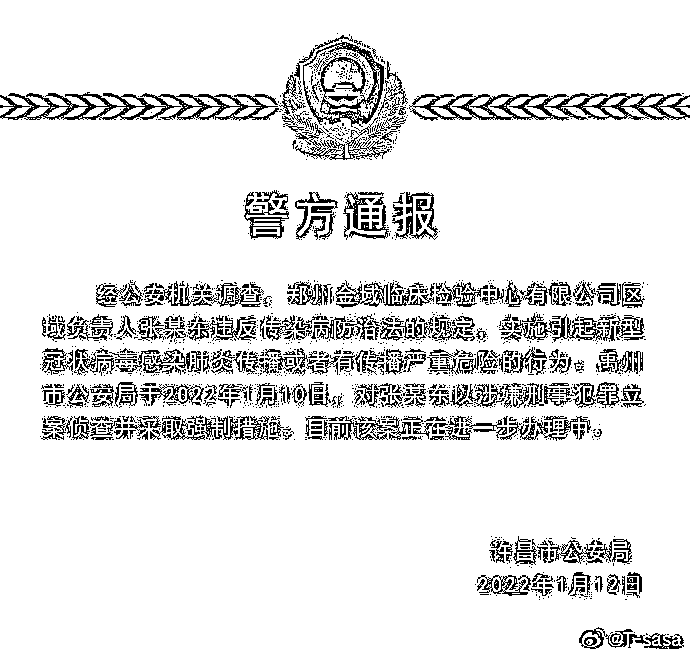 警方通报
经公安机关调查，郑州金域临床检验中心有限公司区
域负责人张某东违反传染病防治法的规定，实施引起新型
冠状病毒感染肺炎传播或者有传播严重危险的行为。禹州
市公安局于2022年1月10日，对张某东以涉嫌刑事犯罪立
案侦查并采取强制措施。目前该案正在进一步办理中。
许昌市公安局
2022年1月12日
@T-sasa